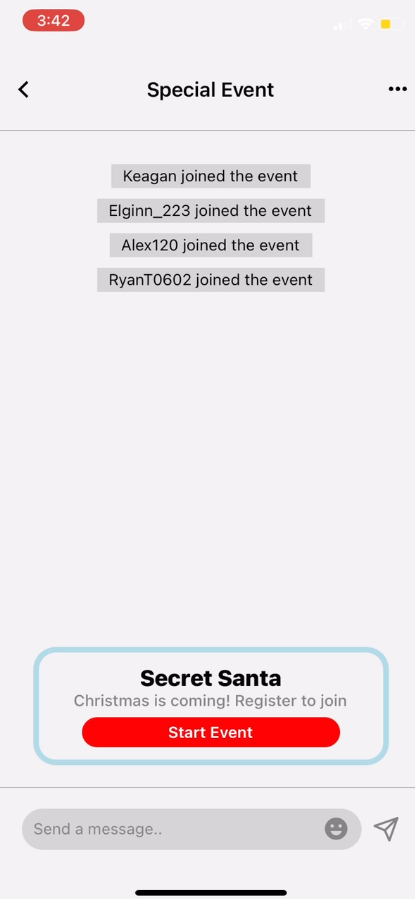 3:42
Special Event
Keagan joined the event
Elginn_223 joined the event
Alex120 joined the event
RyanT0602 joined the event
Secret Santa
Christmas is coming! Register to join
Start Event
Send a message..